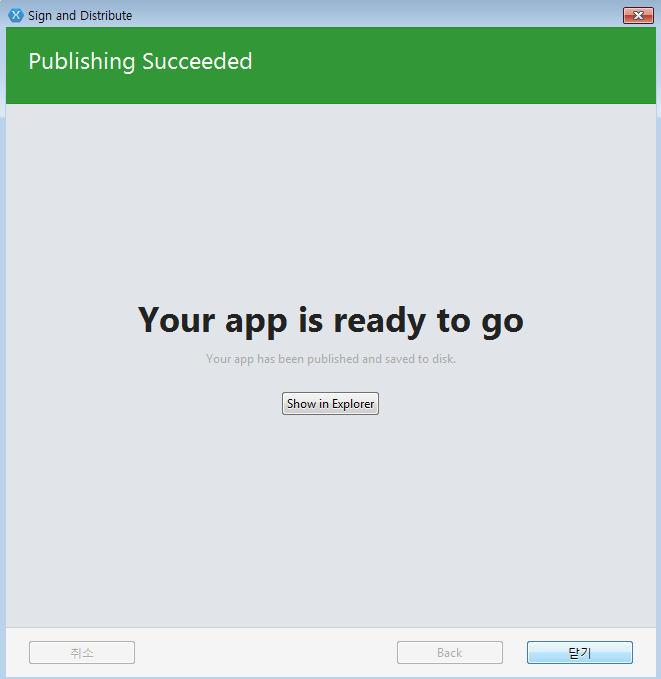 Sign and Distribute
Publishing Succeeded
Your app is ready to go
Your app has been published and saved to disk.
Show in Explorer
취소
Back
닫기